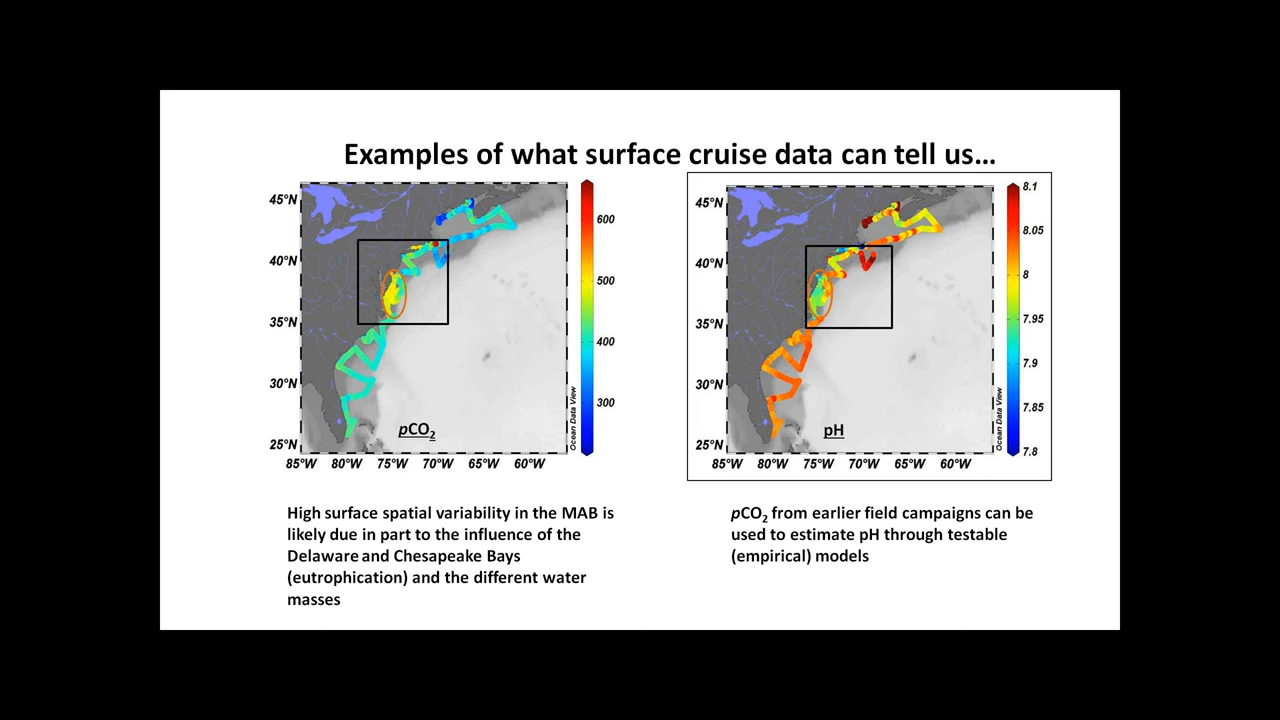 Examples of what surface cruise data can tell us…
45°N
40°N
35°N
30°N
25°N
85°W 80°W 75°W 70°W 65°W 60°W
pCO₂
Ocean Data View
600
500
400
300
45°N
40°N
35°N
30°N
25°N
85°W 80°W 75°W 70°W 65°W 60°W
pH
Ocean Data View
8.1
8.05
8
7.95
7.9
7.85
7.8
High surface spatial variability in the MAB is
likely due in part to the influence of the
Delaware and Chesapeake Bays
(eutrophication) and the different water
masses
pCO₂ from earlier field campaigns can be
used to estimate pH through testable
(empirical) models